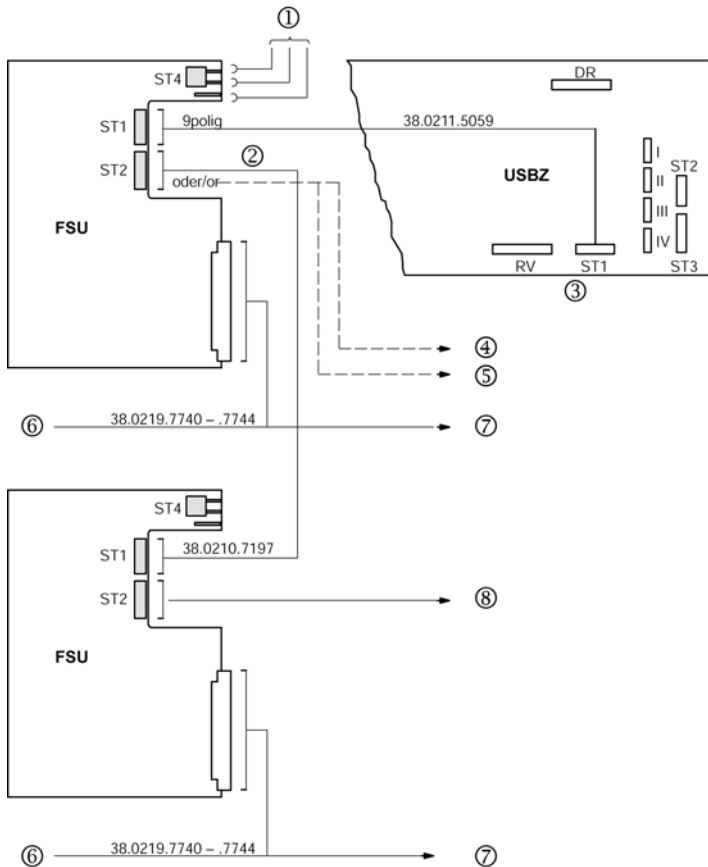 ①
ST4
DR
ST1
9polig
38.0211.5059
ST2
②
oder/or
USBZ
I
ST2
II
III
IV
FSU
RV
ST1
ST3
③
④
⑤
⑥
38.0219.7740 – .7744
⑦
ST4
ST1
38.0210.7197
ST2
⑧
FSU
⑥
38.0219.7740 – .7744
⑦